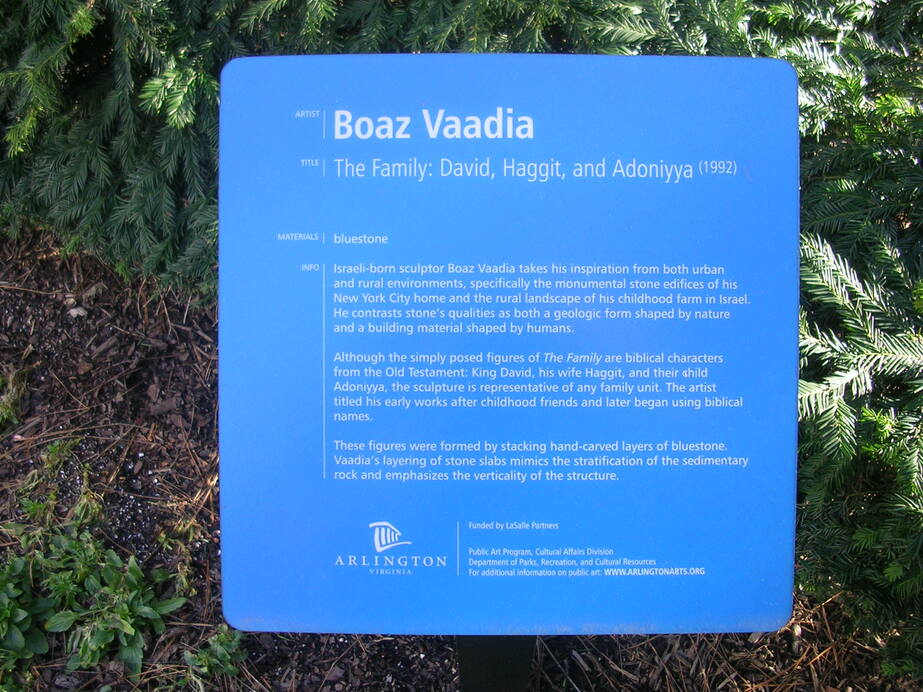 ARTIST
Boaz Vaadia
TITLE
The Family: David, Haggit, and Adoniyya (1992)
MATERIALS
bluestone
INFO
Israeli-born sculptor Boaz Vaadia takes his inspiration from both urban
and rural environments, specifically the monumental stone edifices of his
New York City home and the rural landscape of his childhood farm in Israel.
He contrasts stone's qualities as both a geologic form shaped by nature
and a building material shaped by humans.
Although the simply posed figures of The Family are biblical characters
from the Old Testament: King David, his wife Haggit, and their child
Adoniyya, the sculpture is representative of any family unit. The artist
titled his early works after childhood friends and later began using biblical
names.
These figures were formed by stacking hand-carved layers of bluestone.
Vaadia's layering of stone slabs mimics the stratification of the sedimentary
rock and emphasizes the verticality of the structure.
ARLINGTON
VIRGINIA
Funded by LaSalle Partners
Public Art Program, Cultural Affairs Division
Department of Parks, Recreation, and Cultural Resources
For additional information on public art: WWW.ARLINGTONARTS.ORG